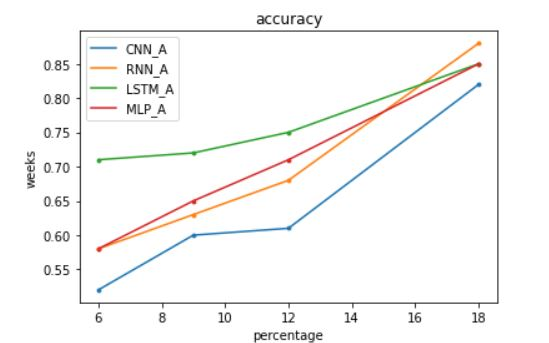 accuracy
CNN_A
RNN_A
LSTM_A
MLP_A
0.85
0.80
0.75
0.70
0.65
0.60
0.55
weeks
6 8 10 12 14 16 18
percentage